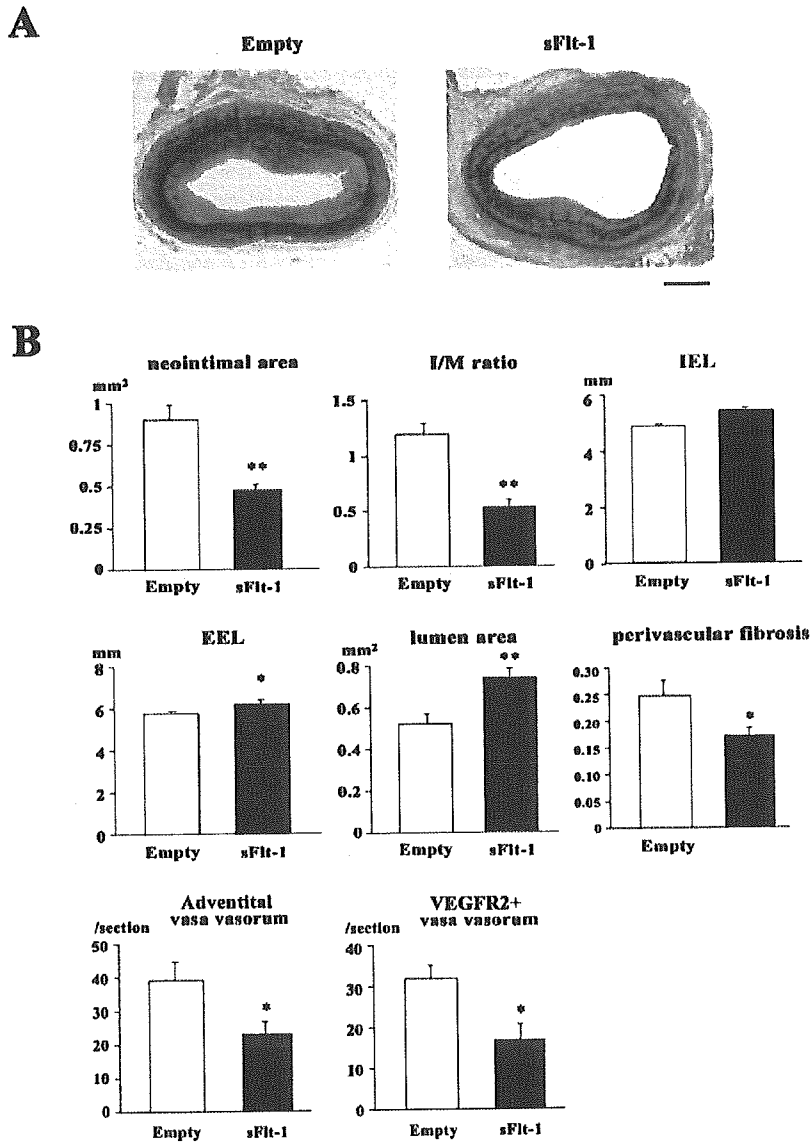 A
Empty
sFlt-1
B
neointimal area
mm²
1
0.75
0.5
0.25
0
**
Empty
sFlt-1
I/M ratio
1.5
1
0.5
0
**
Empty
sFlt-1
IEL
mm
6
4
2
0
Empty
sFlt-1
EEL
mm
8
6
4
2
0
*
Empty
sFlt-1
lumen area
mm²
0.8
0.6
0.4
0.2
0
**
Empty
sFlt-1
perivascular fibrosis
0.30
0.25
0.20
0.15
0.10
0.05
0
*
Empty
Adventital
vasa vasorum
/section
50
40
30
20
10
0
*
Empty
sFlt-1
VEGFR2+
vasa vasorum
/section
40
30
20
10
0
*
Empty
sFlt-1